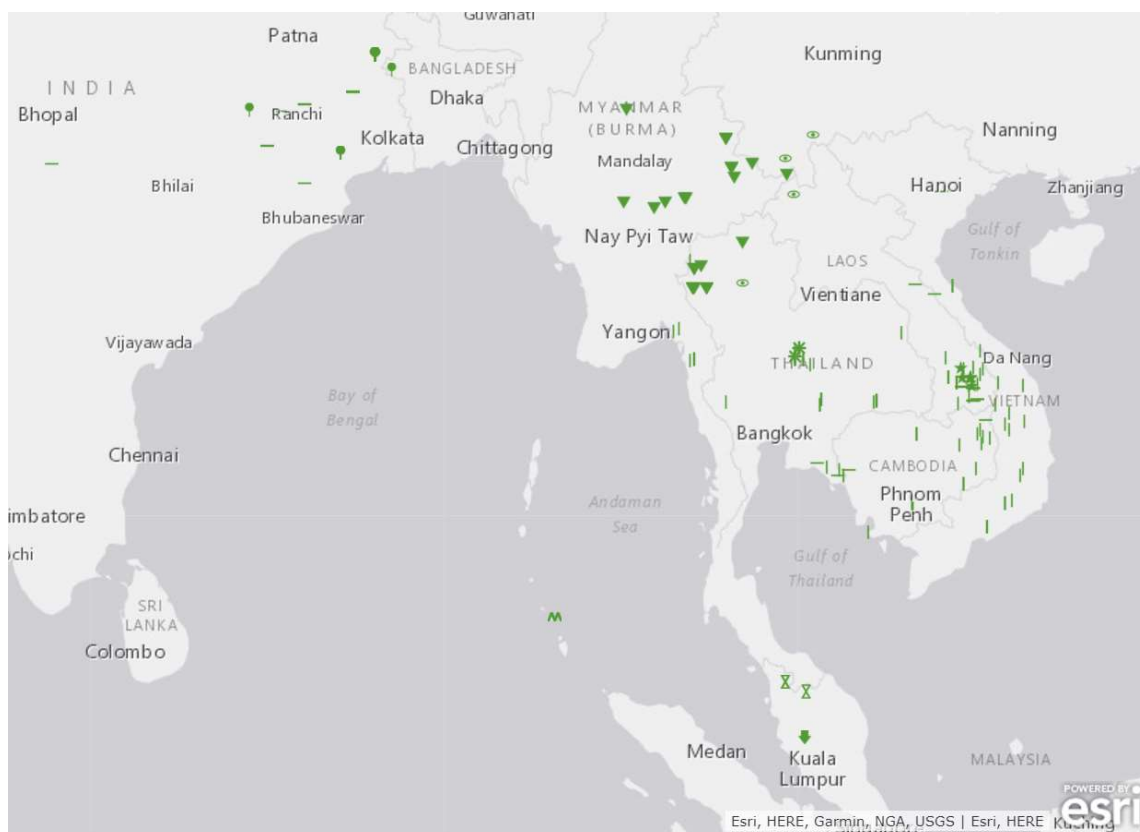 Guwahati
Patna
Kunming
BANGLADESH
INDIA
Dhaka
Bhopal
Ranchi
MYANMAR
(BURMA)
Nanning
Kolkata
Chittagong
Mandalay
Hanoi
Zhanjiang
Bhilai
Bhubaneswar
Nay Pyi Taw
Gulf of
Tonkin
LAOS
Vientiane
Yangon
Vijayawada
THAILAND
Da Nang
Bay of
Bengal
VIETNAM
Bangkok
Chennai
CAMBODIA
Phnom
Penh
Andaman
Sea
imbatore
ochi
Gulf of
Thailand
SRI
LANKA
Colombo
Medan
Kuala
Lumpur
MALAYSIA
POWERED BY
esri
Esri, HERE, Garmin, NGA, USGS | Esri, HERE
Kuching